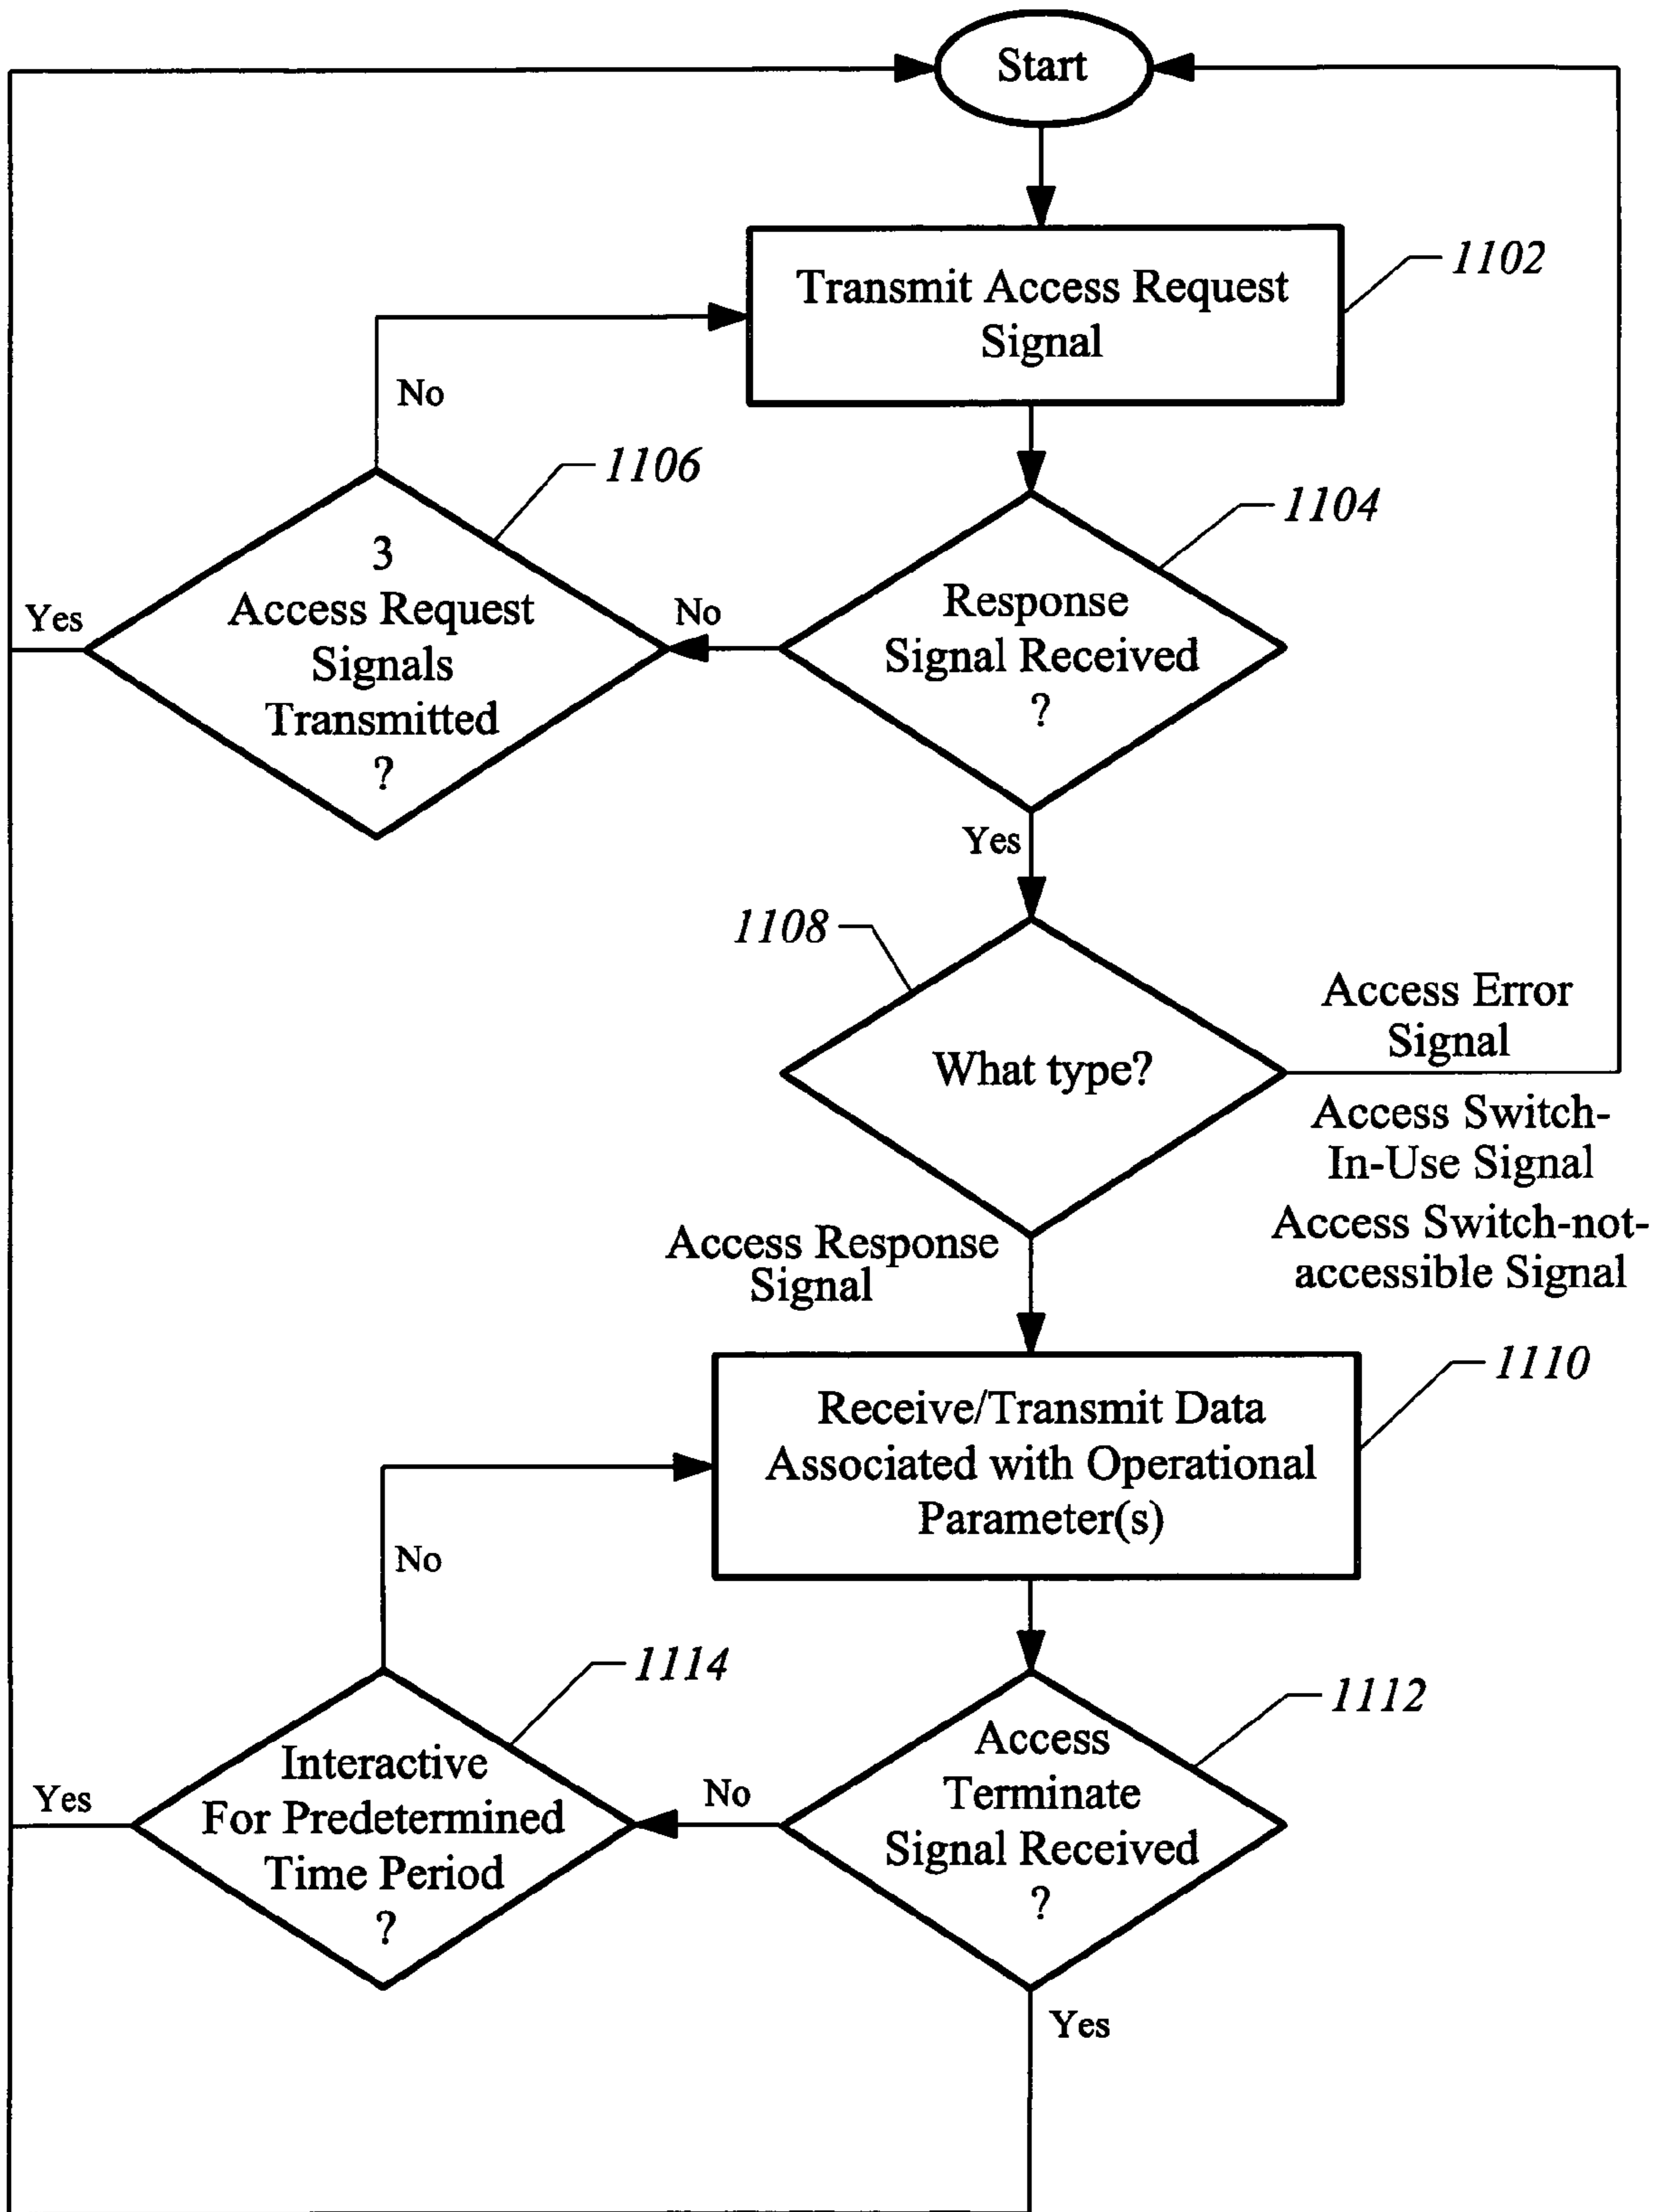 Start
Transmit Access Request
Signal
1102
No
1106
1104
3
Access Request
Signals
Transmitted
?
Yes
No
Response
Signal Received
?
Yes
1108
What type?
Access Error
Signal
Access Switch-
In-Use Signal
Access Switch-not-
accessible Signal
Access Response
Signal
1110
Receive/Transmit Data
Associated with Operational
Parameter(s)
No
1114
1112
Interactive
For Predetermined
Time Period
?
Yes
No
Access
Terminate
Signal Received
?
Yes